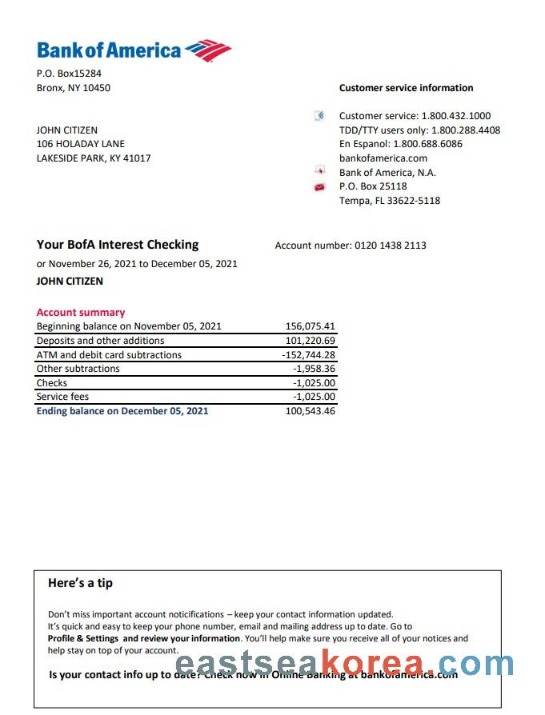 Bank of America
P.O. Box15284
Bronx, NY 10450
Customer service information
Customer service: 1.800.432.1000
TDD/TTY users only: 1.800.288.4408
En Espanol: 1.800.688.6086
bankofamerica.com
Bank of America, N.A.
P.O. Box 25118
Tempa, FL 33622-5118
JOHN CITIZEN
106 HOLADAY LANE
LAKESIDE PARK, KY 41017
Your BofA Interest Checking Account number: 0120 1438 2113
or November 26, 2021 to December 05, 2021
JOHN CITIZEN
Account summary
Beginning balance on November 05, 2021 156,075.41
Deposits and other additions 101,220.69
ATM and debit card subtractions -152,744.28
Other subtractions -1,958.36
Checks -1,025.00
Service fees -1,025.00
Ending balance on December 05, 2021 100,543.46
Here's a tip
Don't miss important account noticifications – keep your contact information updated.
It's quick and easy to keep your phone number, email and mailing address up to date. Go to
Profile & Settings and review your information. You'll help make sure you receive all of your notices and
help stay on top of your account.
Is your contact info up to date? Check now in Online Banking at bankofamerica.com
eastseakorea.com